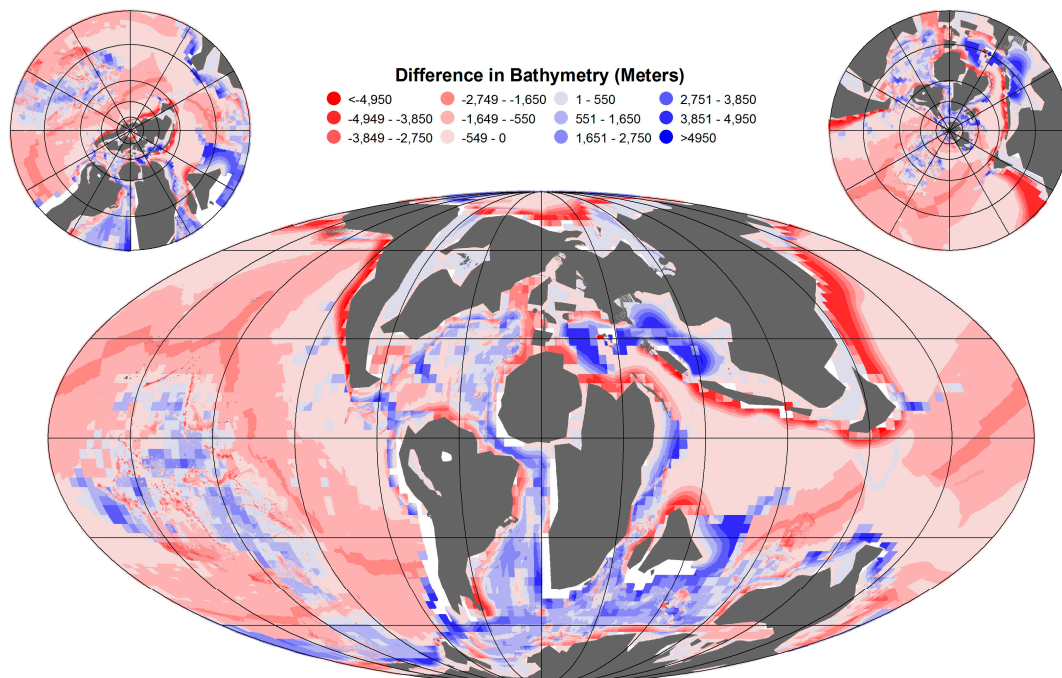 Difference in Bathymetry (Meters)
<-4,950 -2,749 - -1,650 1 - 550 2,751 - 3,850
-4,949 - -3,850 -1,649 - -550 551 - 1,650 3,851 - 4,950
-3,849 - -2,750 -549 - 0 1,651 - 2,750 >4950